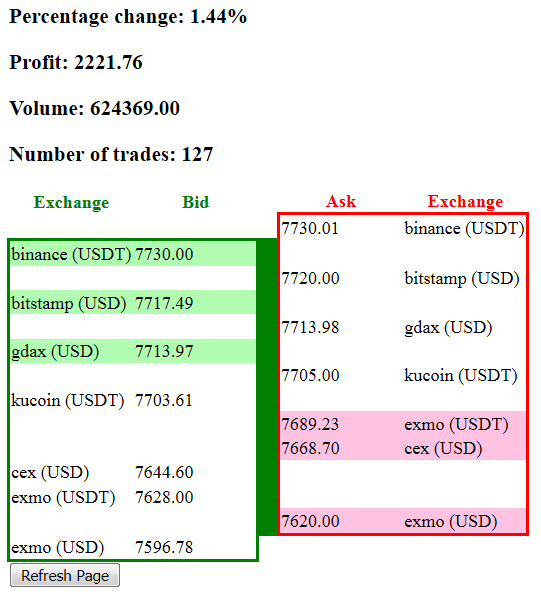 Percentage change: 1.44%
Profit: 2221.76
Volume: 624369.00
Number of trades: 127
Exchange Bid Ask Exchange
7730.01 binance (USDT)
binance (USDT) 7730.00
7720.00 bitstamp (USD)
bitstamp (USD) 7717.49
7713.98 gdax (USD)
gdax (USD) 7713.97
7705.00 kucoin (USDT)
kucoin (USDT) 7703.61
7689.23 exmo (USDT)
7668.70 cex (USD)
cex (USD) 7644.60
exmo (USDT) 7628.00
7620.00 exmo (USD)
exmo (USD) 7596.78
Refresh Page